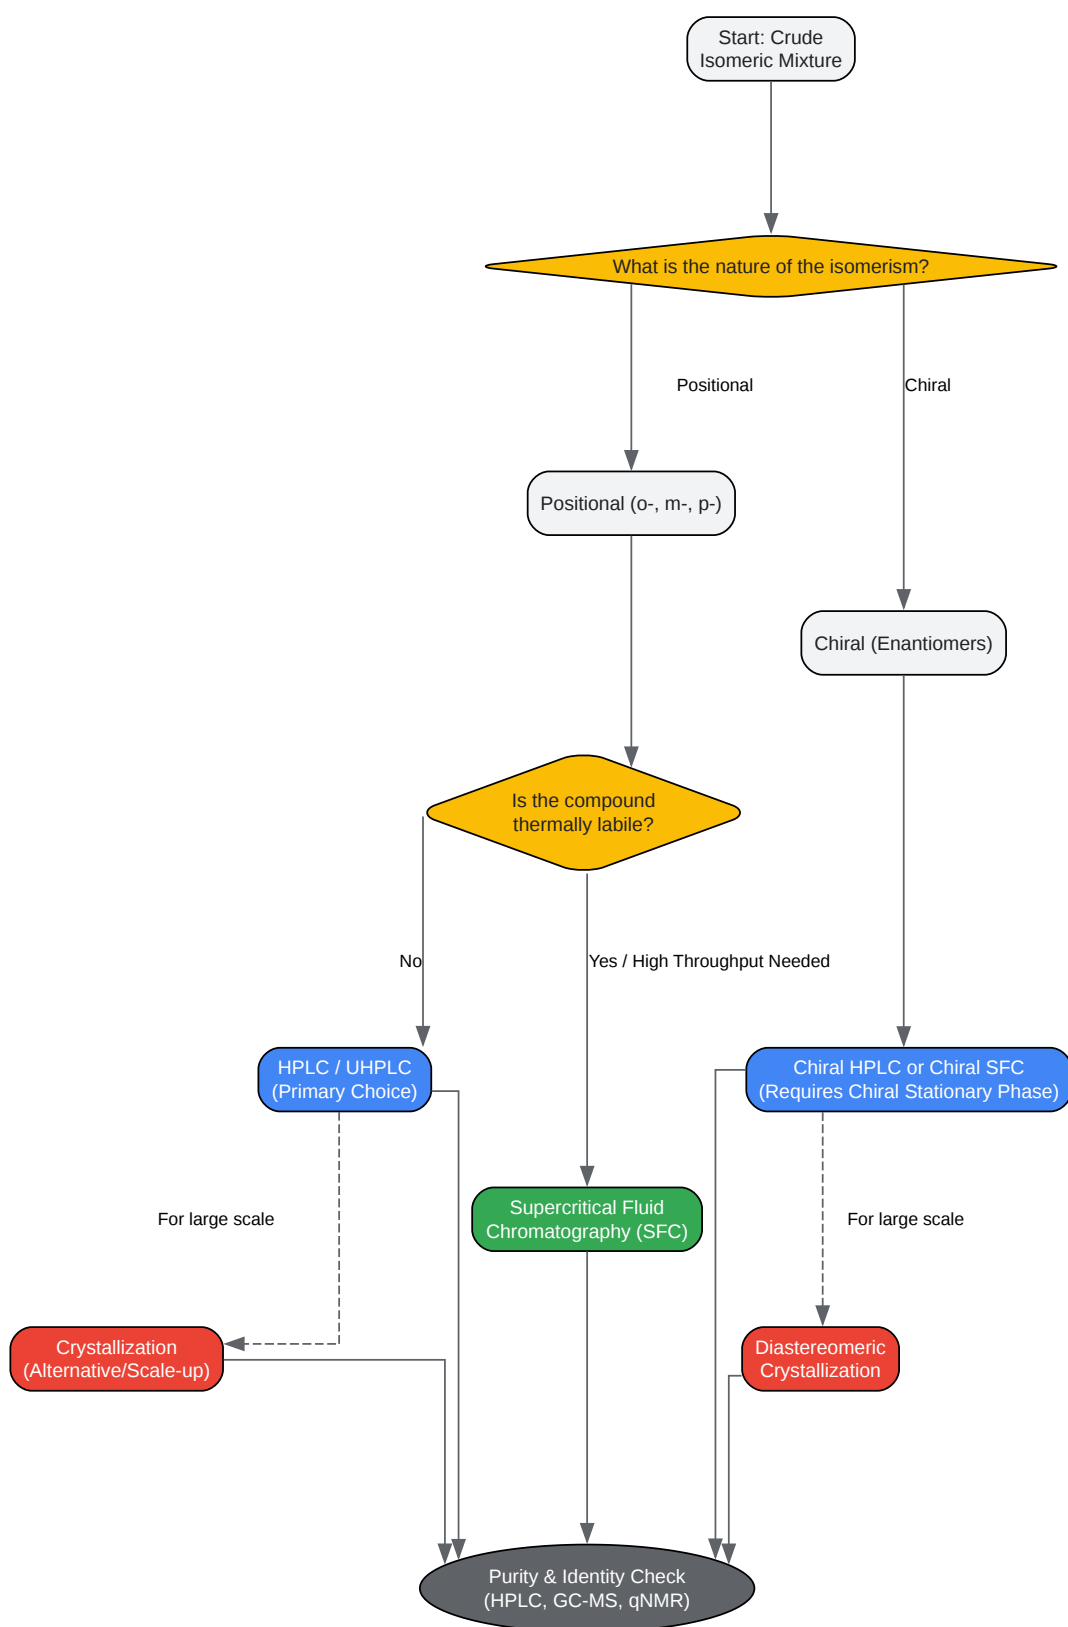 Start: Crude
Isomeric Mixture
What is the nature of the isomerism?
Positional
Chiral
Positional (o-, m-, p-)
Chiral (Enantiomers)
Is the compound
thermally labile?
No
Yes / High Throughput Needed
HPLC / UHPLC
(Primary Choice)
Chiral HPLC or Chiral SFC
(Requires Chiral Stationary Phase)
For large scale
Supercritical Fluid
Chromatography (SFC)
For large scale
Crystallization
(Alternative/Scale-up)
Diastereomeric
Crystallization
Purity & Identity Check
(HPLC, GC-MS, qNMR)